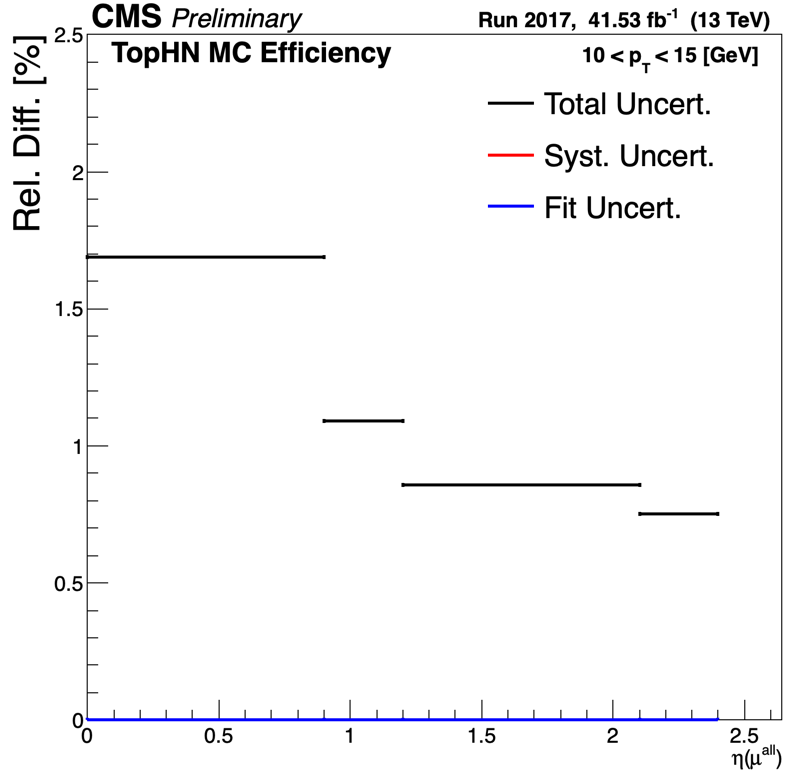 CMS Preliminary
Run 2017, 41.53 fb⁻¹ (13 TeV)
TopHN MC Efficiency
10 < p_T < 15 [GeV]
Total Uncert.
Syst. Uncert.
Fit Uncert.
Rel. Diff. [%]
2.5
2
1.5
1
0.5
0
0 0.5 1 1.5 2 2.5
η(μ^all)